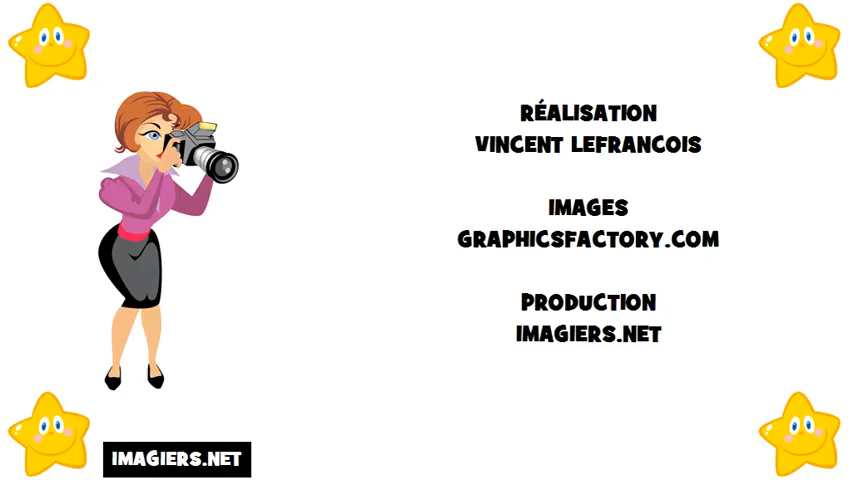 RÉALISATION
VINCENT LEFRANCOIS
IMAGES
GRAPHICSFACTORY.COM
PRODUCTION
IMAGIERS.NET
IMAGIERS.NET